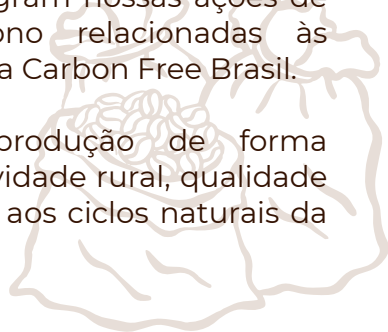 nossas ações de
relacionadas às
a Carbon Free Brasil.
produção de forma
rural, qualidade
aos ciclos naturais da